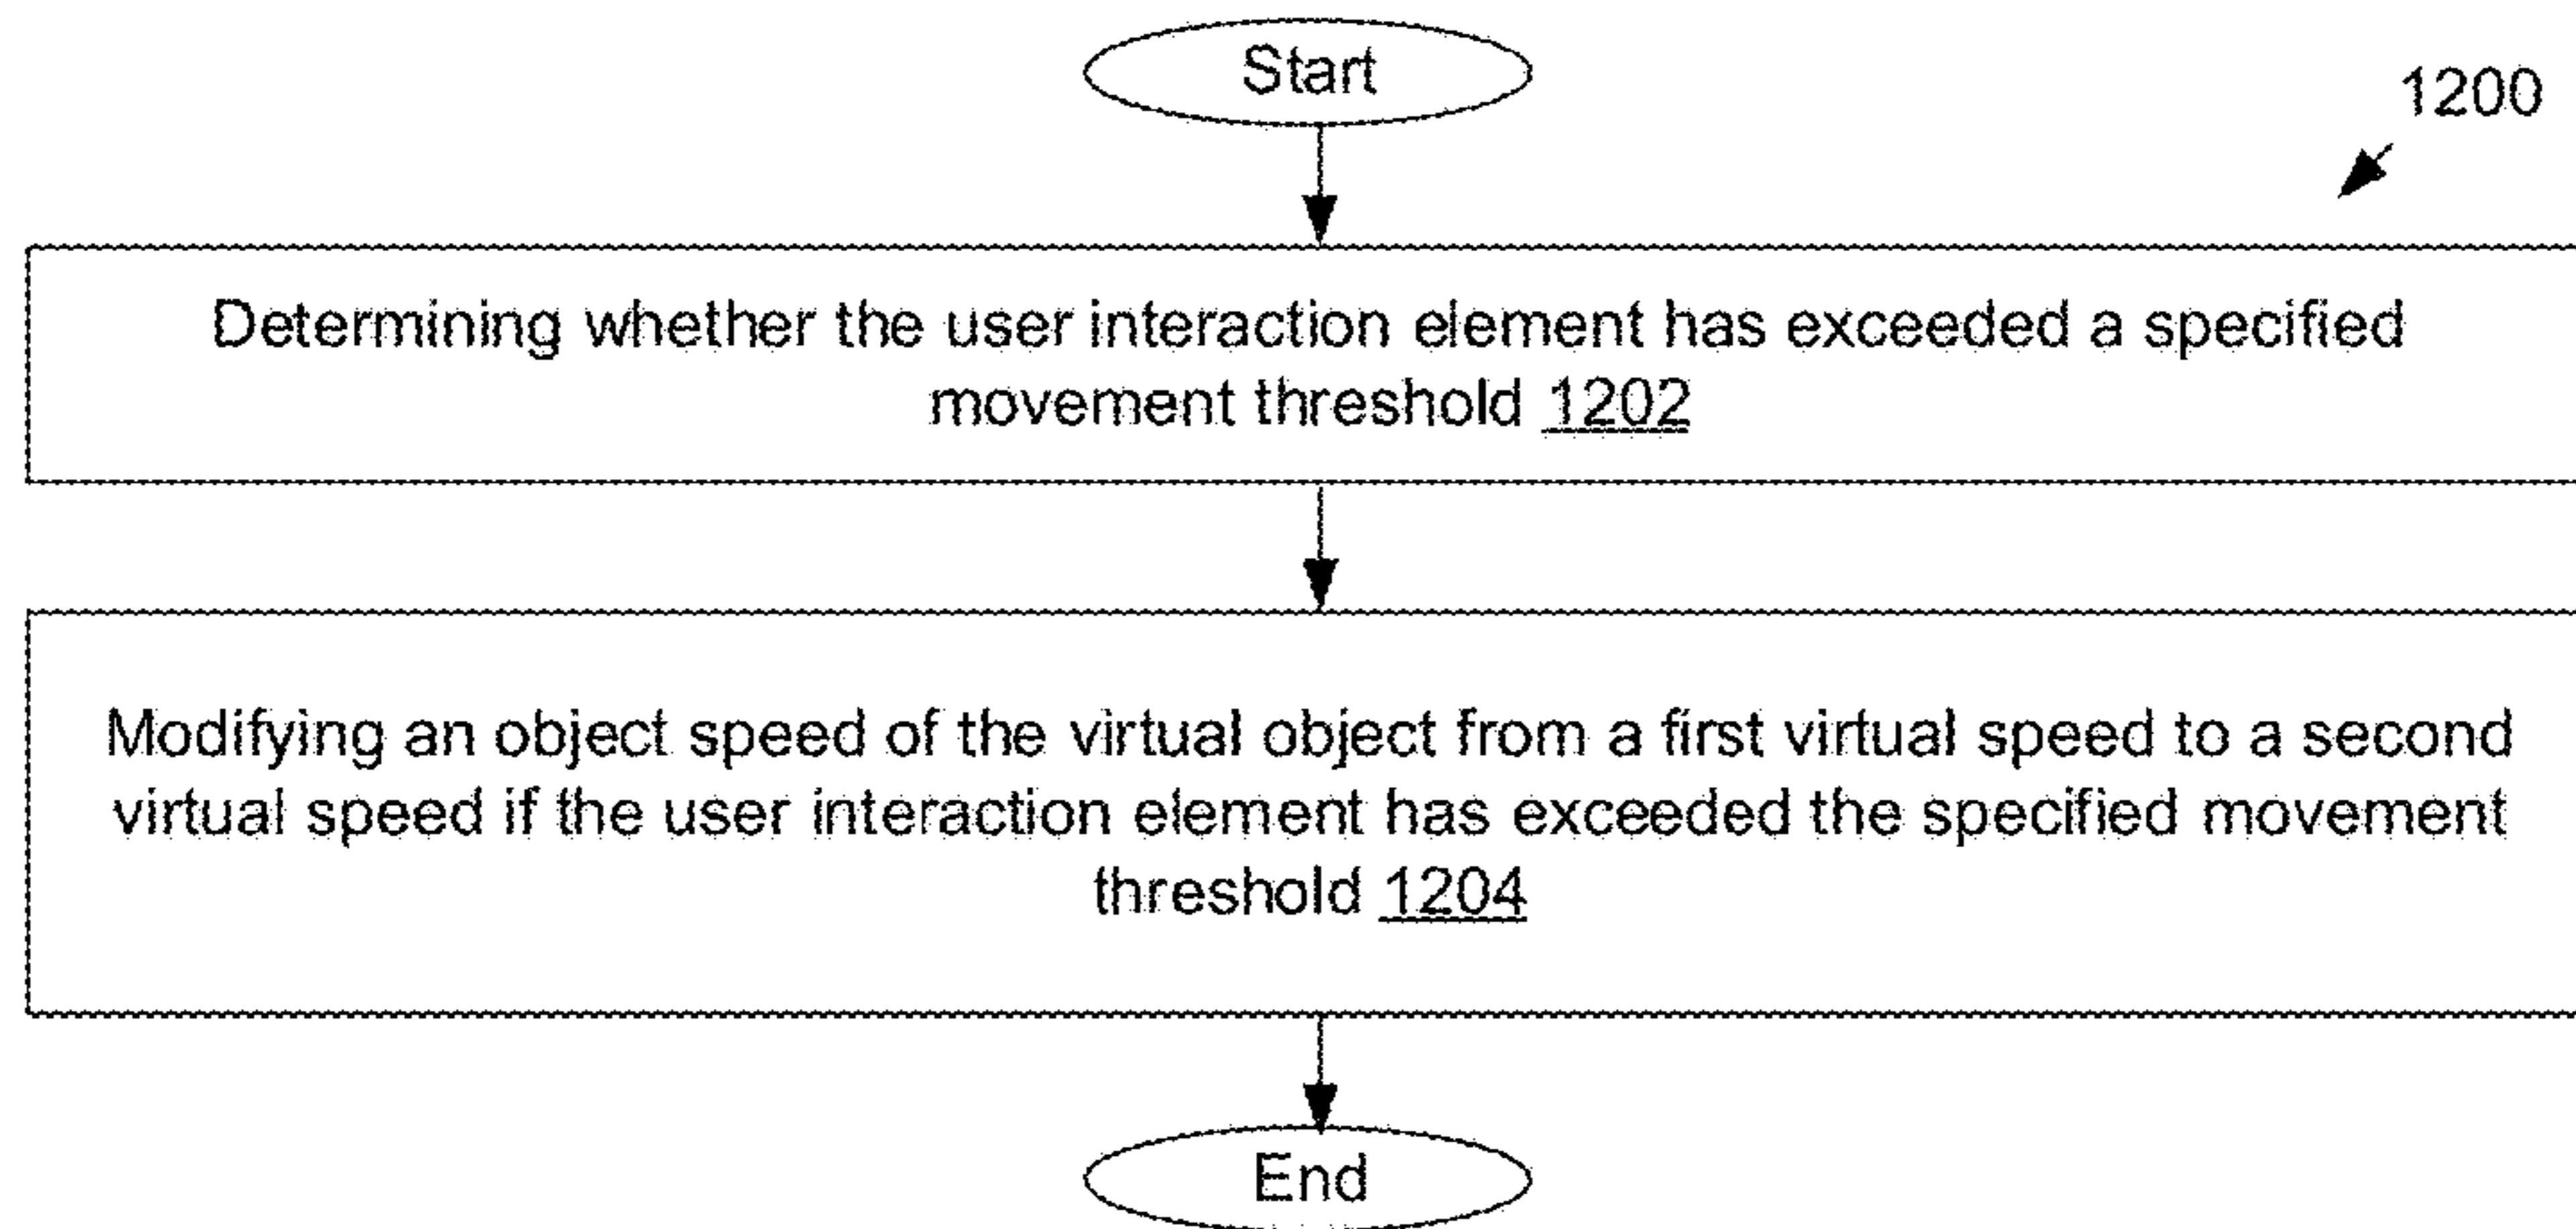 Start
1200
Determining whether the user interaction element has exceeded a specified
movement threshold 1202
Modifying an object speed of the virtual object from a first virtual speed to a second
virtual speed if the user interaction element has exceeded the specified movement
threshold 1204
End